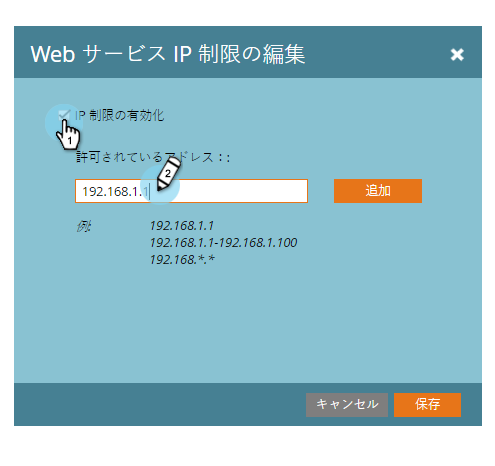 Web サービス IP 制限の編集
IP 制限の有効化
1
許可されているアドレス：:
2
192.168.1.1
追加
例:
192.168.1.1
192.168.1.1-192.168.1.100
192.168.*.*
キャンセル
保存